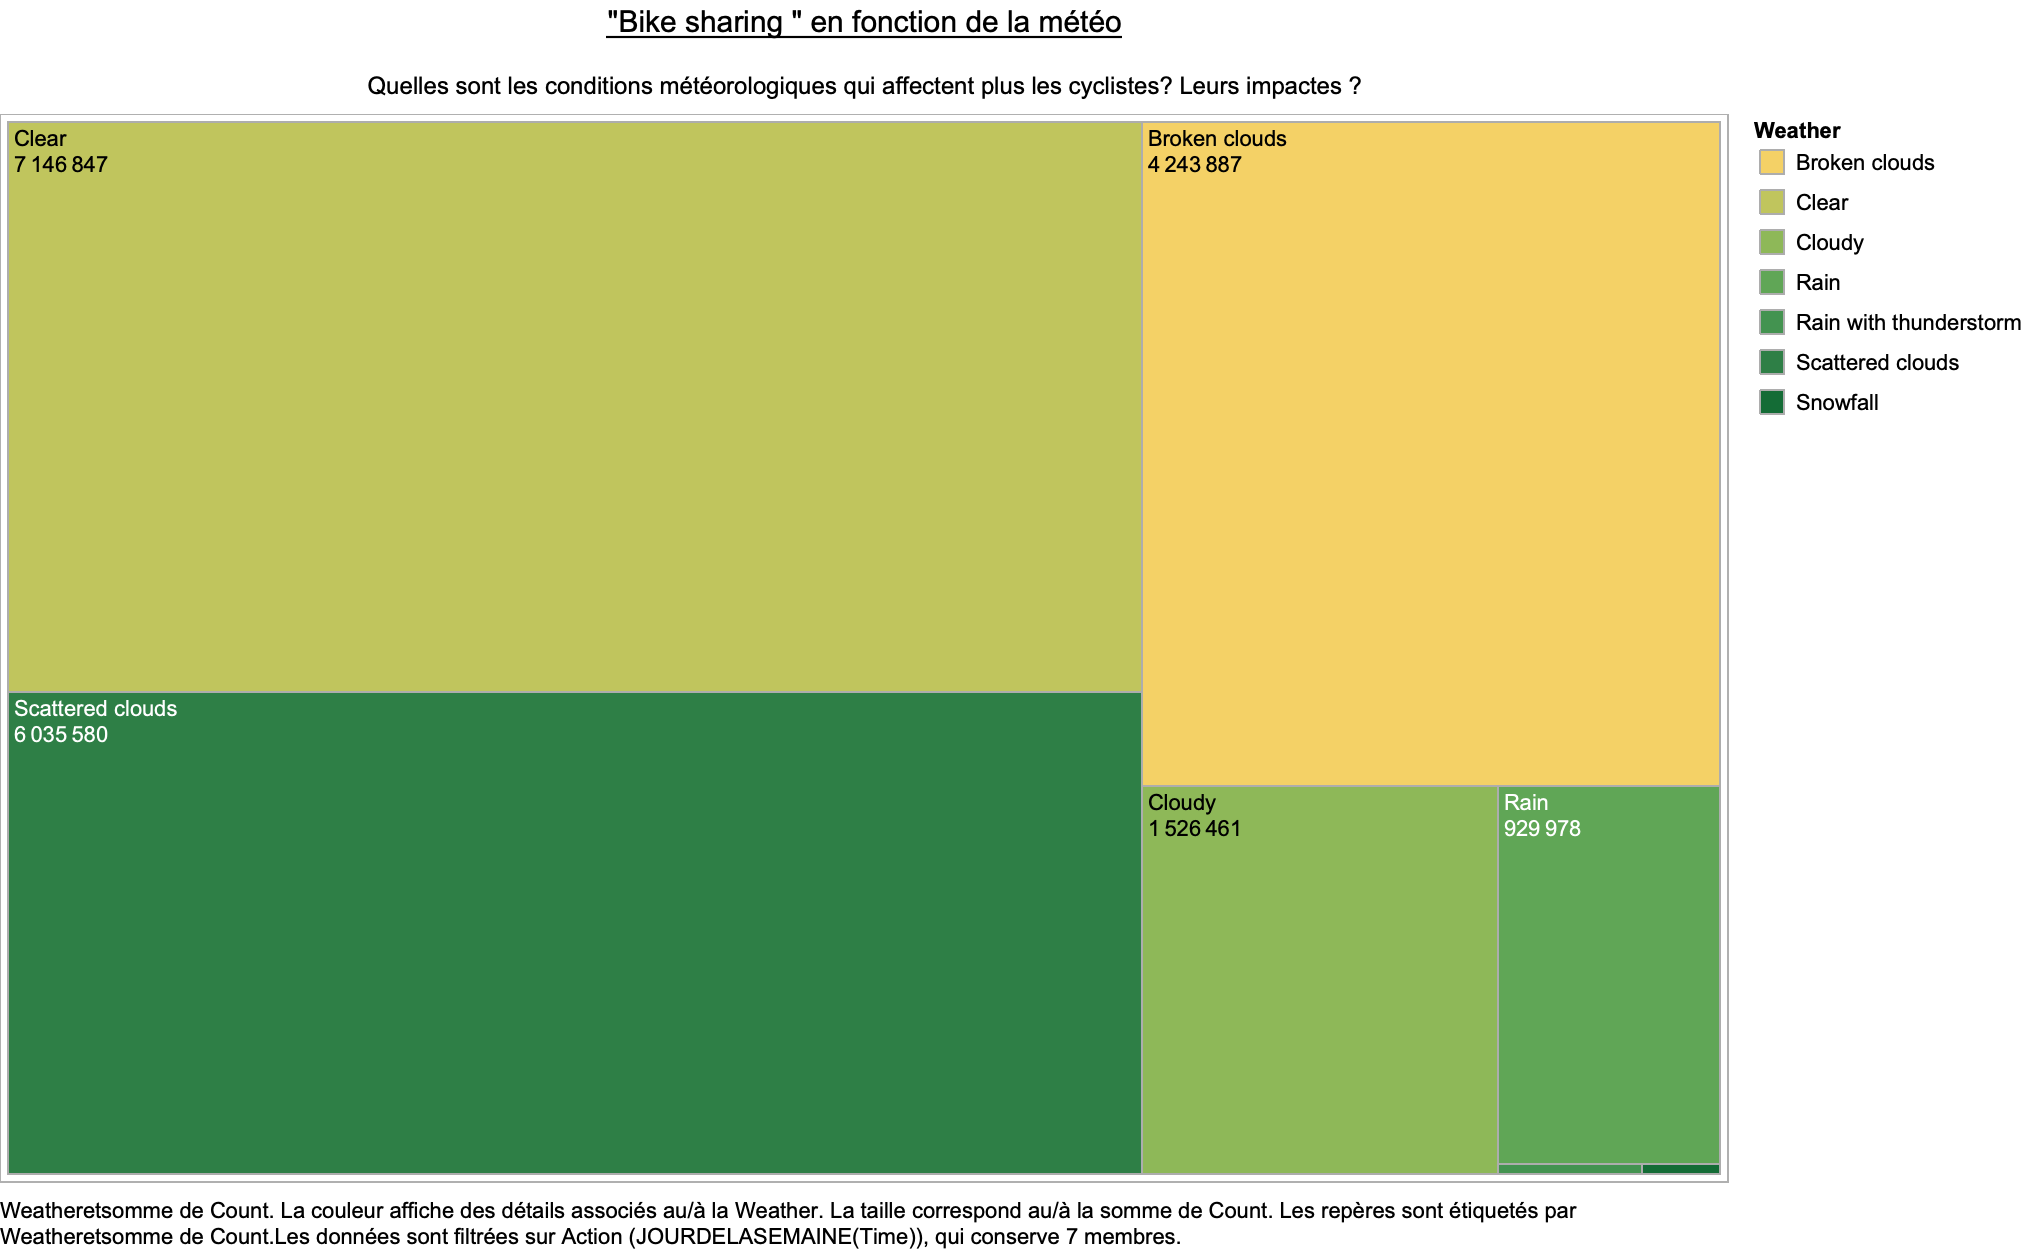 "Bike sharing " en fonction de la météo
Quelles sont les conditions météorologiques qui affectent plus les cyclistes? Leurs impactes ?
Clear
7 146 847
Broken clouds
4 243 887
Scattered clouds
6 035 580
Cloudy
1 526 461
Rain
929 978
Weather
Broken clouds
Clear
Cloudy
Rain
Rain with thunderstorm
Scattered clouds
Snowfall
Weatheretsomme de Count. La couleur affiche des détails associés au/à la Weather. La taille correspond au/à la somme de Count. Les repères sont étiquetés par
Weatheretsomme de Count.Les données sont filtrées sur Action (JOURDELASEMAINE(Time)), qui conserve 7 membres.